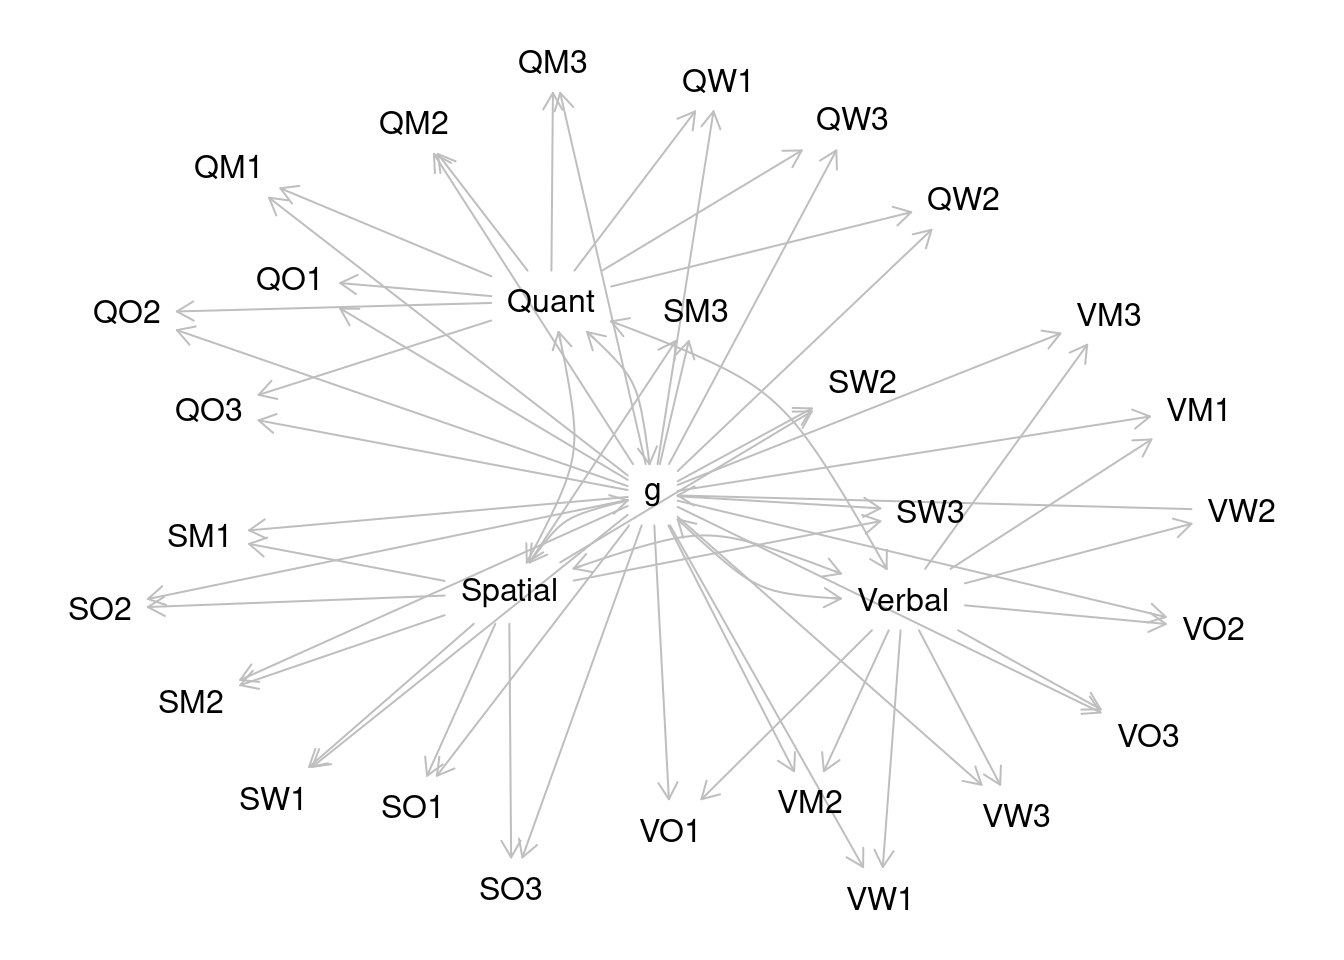 QM3
QW1
QM2
QW3
QM1
QW2
QO1
Quant
QO2
SM3
VM3
SW2
QO3
VM1
g
SW3
VW2
SM1
Spatial
Verbal
SO2
VO2
SM2
VO3
SW1
SO1
VM2
VW3
VO1
SO3
VW1